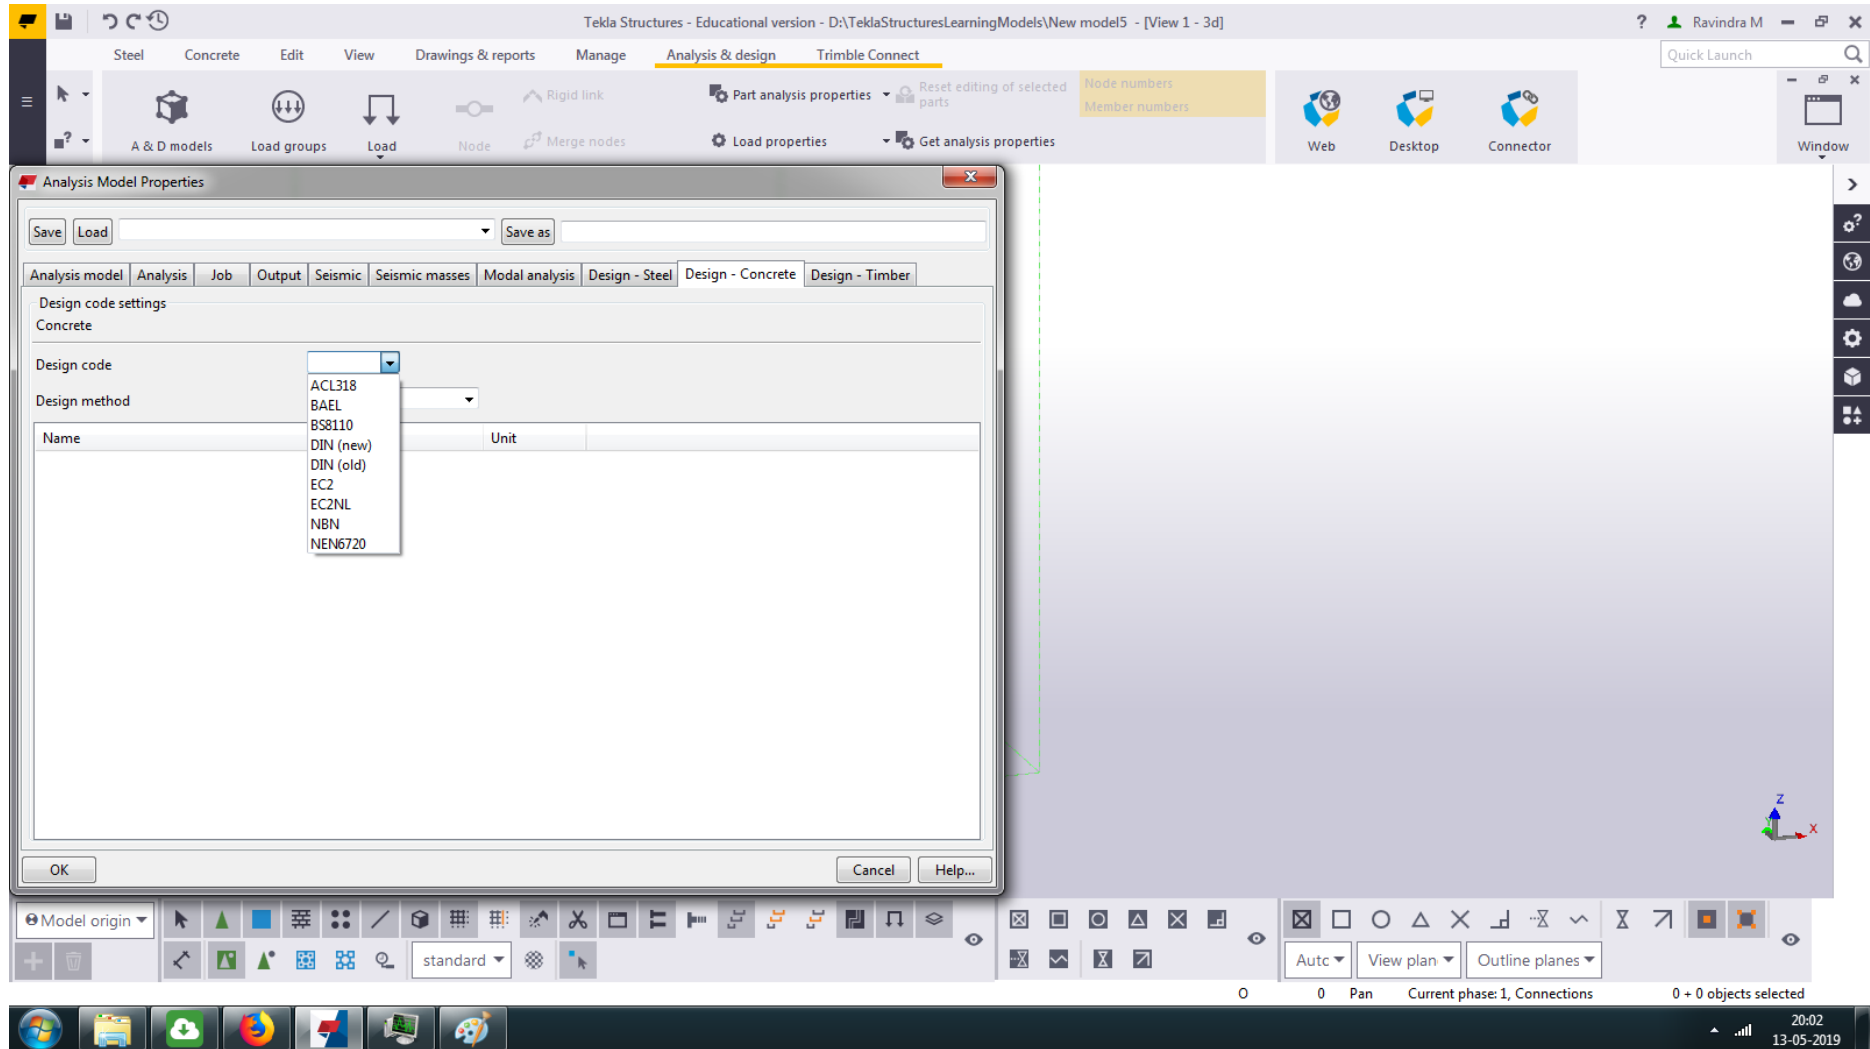 Tekla Structures - Educational version - D:\TeklaStructuresLearningModels\New model5 - [View 1 - 3d]
? Ravindra M
Steel Concrete Edit View Drawings & reports Manage Analysis & design Trimble Connect
Quick Launch
A & D models
Load groups
Load
Node
Rigid link
Merge nodes
Part analysis properties
Load properties
Reset editing of selected
parts
Get analysis properties
Node numbers
Member numbers
Web
Desktop
Connector
Window
Analysis Model Properties
Save Load Save as
Analysis model Analysis Job Output Seismic Seismic masses Modal analysis Design - Steel Design - Concrete Design - Timber
Design code settings
Concrete
Design code
Design method
ACL318
BAEL
BS8110
DIN (new)
DIN (old)
EC2
EC2NL
NBN
NEN6720
Name Unit
OK Cancel Help...
Z
Y
X
Model origin
standard
Autc View plan Outline planes
O 0 Pan Current phase: 1, Connections 0 + 0 objects selected
20:02
13-05-2019